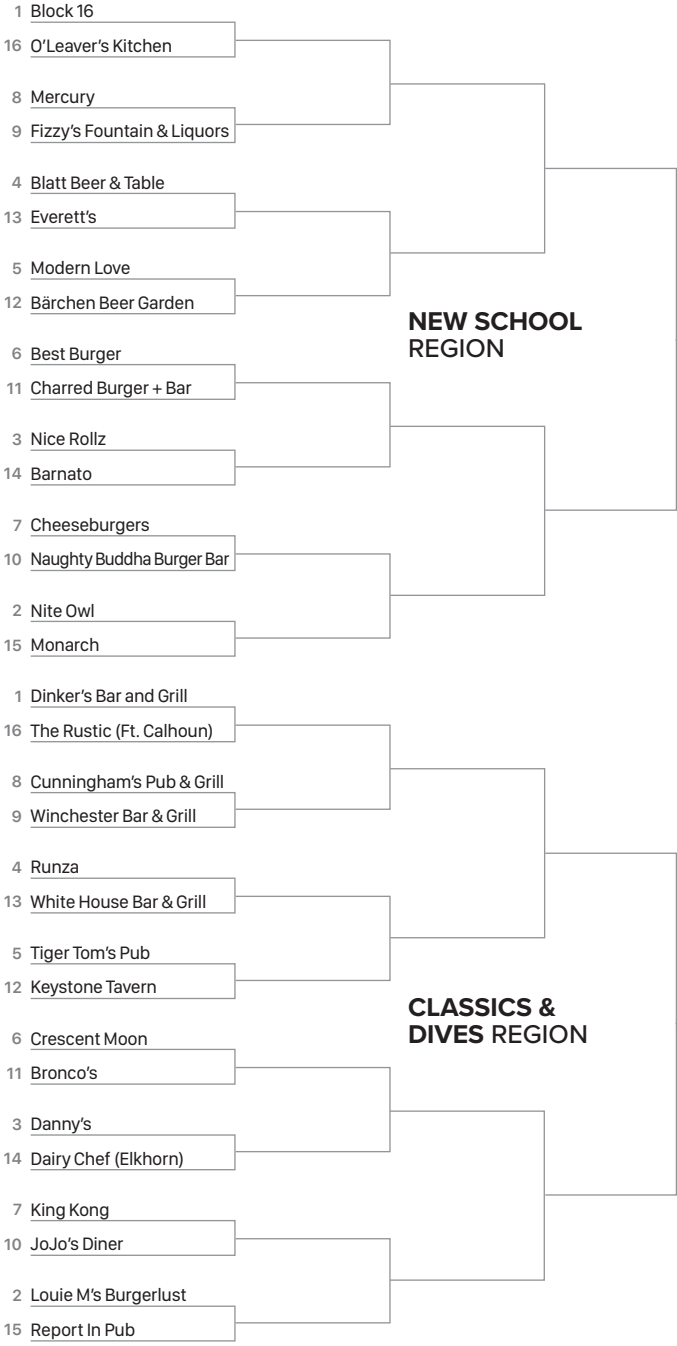 1 Block 16
16 O’Leaver’s Kitchen
8 Mercury
9 Fizzy’s Fountain & Liquors
4 Blatt Beer & Table
13 Everett’s
5 Modern Love
12 Bärchen Beer Garden
NEW SCHOOL
REGION
6 Best Burger
11 Charred Burger + Bar
3 Nice Rollz
14 Barnato
7 Cheeseburgers
10 Naughty Buddha Burger Bar
2 Nite Owl
15 Monarch
1 Dinker’s Bar and Grill
16 The Rustic (Ft. Calhoun)
8 Cunningham’s Pub & Grill
9 Winchester Bar & Grill
4 Runza
13 White House Bar & Grill
5 Tiger Tom’s Pub
12 Keystone Tavern
CLASSICS &
DIVES REGION
6 Crescent Moon
11 Bronco’s
3 Danny’s
14 Dairy Chef (Elkhorn)
7 King Kong
10 JoJo’s Diner
2 Louie M’s Burgerlust
15 Report In Pub